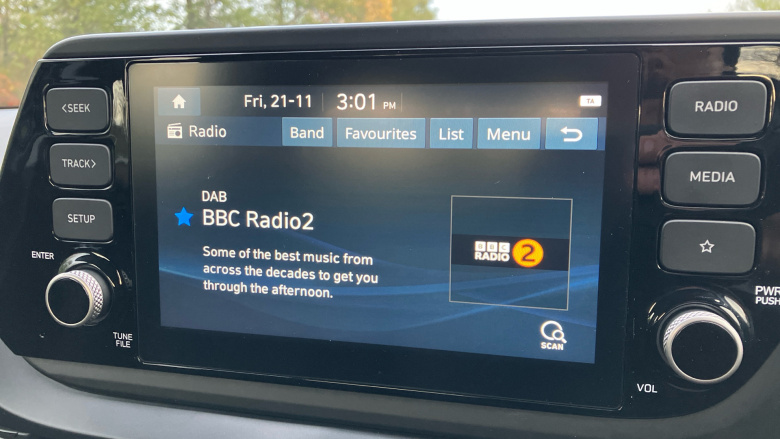 <SEEK
TRACK>
SETUP
ENTER
TUNE
FILE
Fri, 21-11 3:01 PM TA
Radio Band Favourites List Menu
DAB
BBC Radio2
Some of the best music from
across the decades to get you
through the afternoon.
BBC
RADIO 2
SCAN
RADIO
MEDIA
PWR
PUSH
VOL